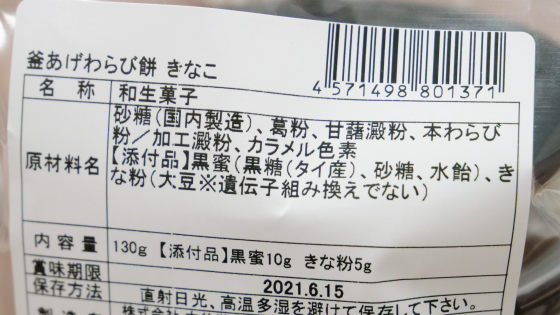 釜あげわらび餅 きなこ
4 571498 801371
名 称 和生菓子
原材料名 砂糖(国内製造)、葛粉、甘藷澱粉、本わらび
粉/加工澱粉、カラメル色素
【添付品】黒蜜(黒糖(タイ産)、砂糖、水飴)、き
な粉(大豆※遺伝子組み換えでない)
内 容 量 130g 【添付品】黒蜜10g きな粉5g
賞味期限 2021.6.15
保存方法 直射日光、高温多湿を避けて保存して下さい。